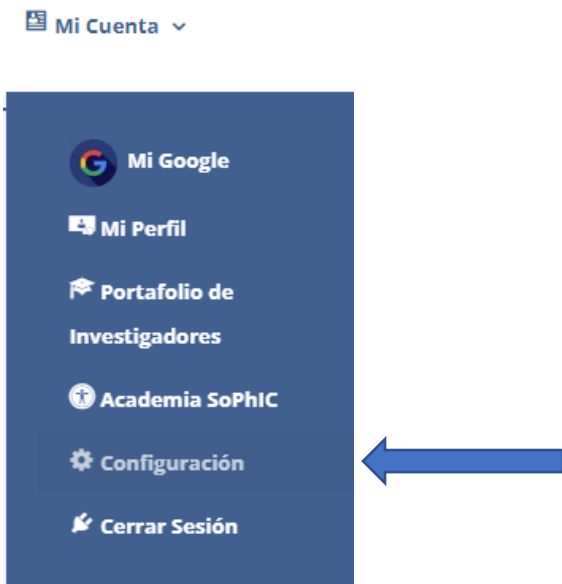 Mi Cuenta
Mi Google
Mi Perfil
Portafolio de
Investigadores
Academia SoPhIC
Configuración
Cerrar Sesión